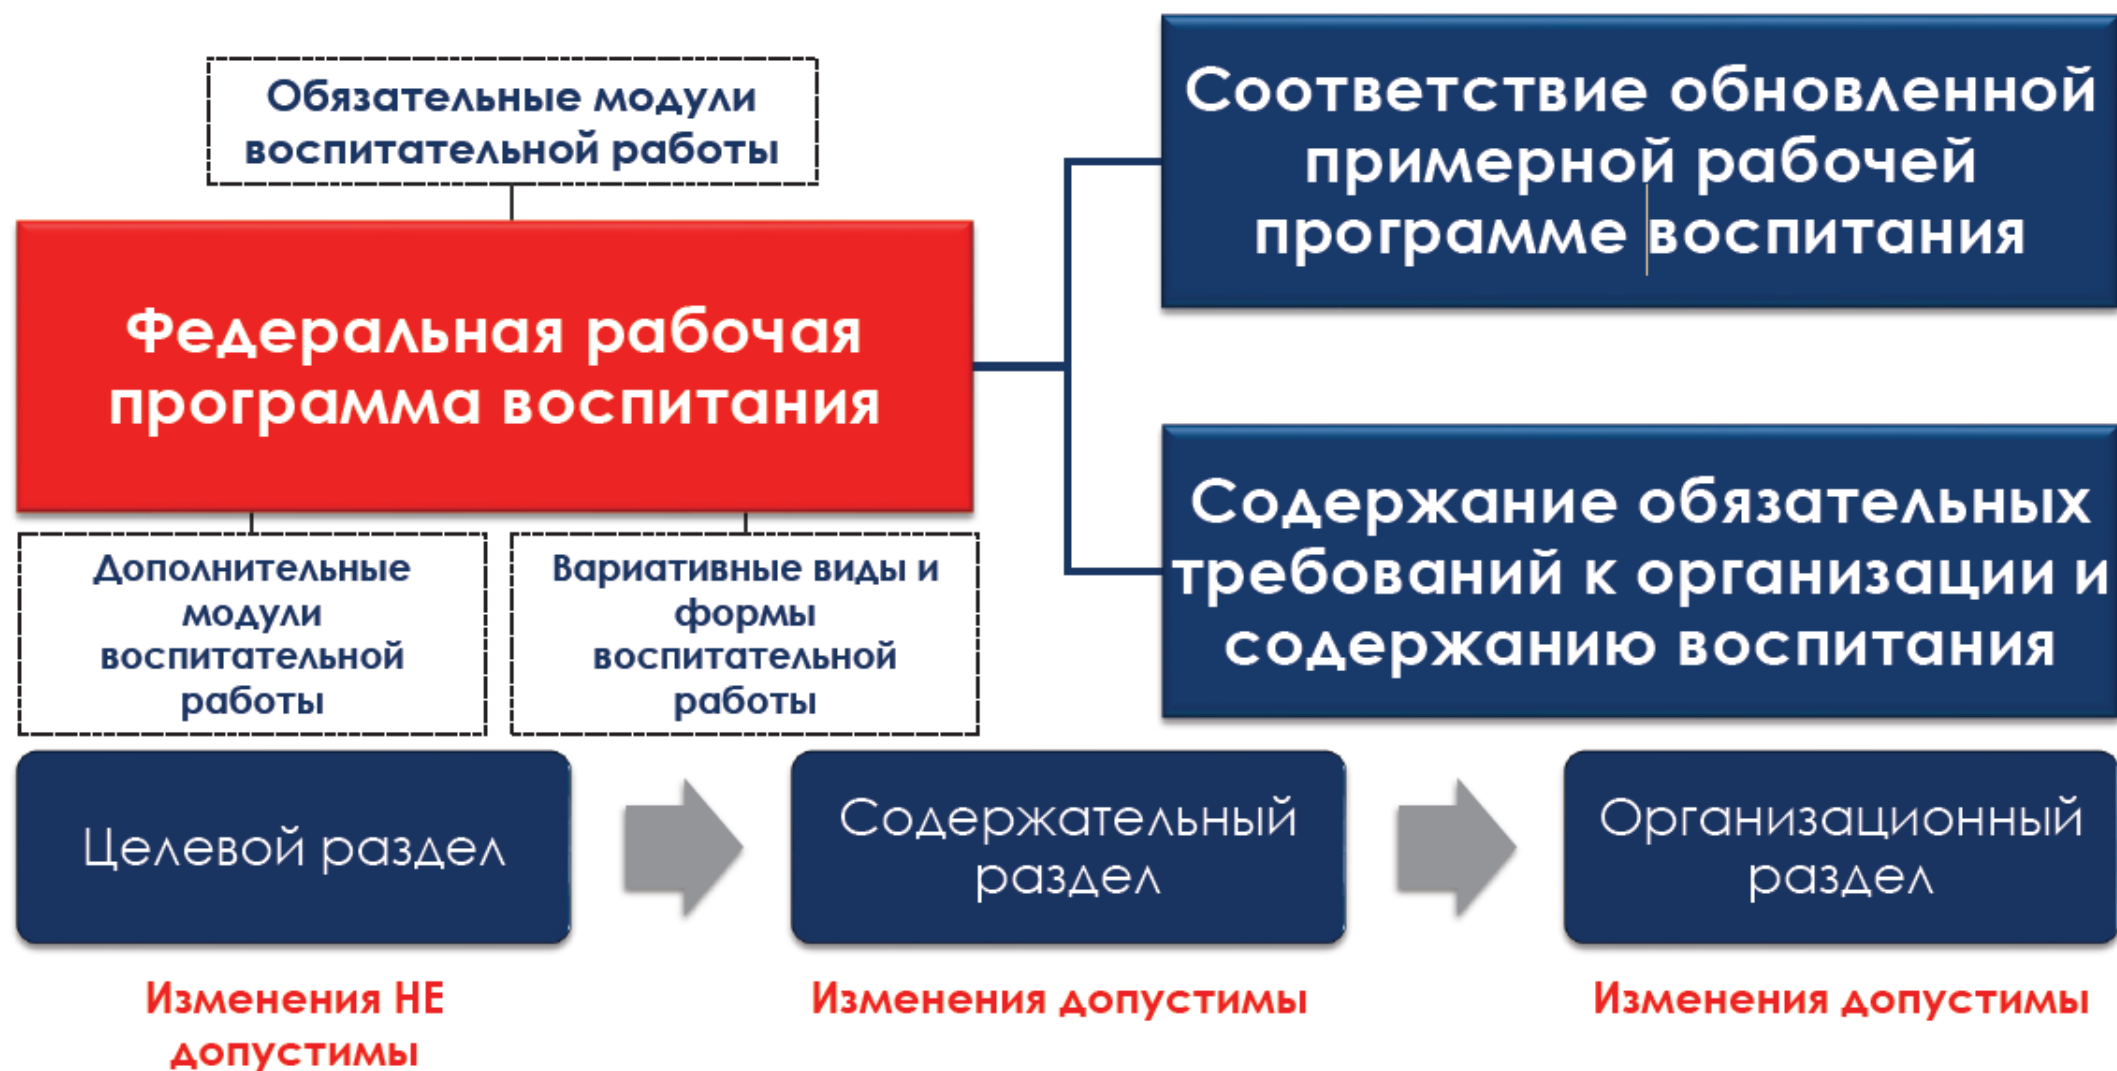 Обязательные модули
воспитательной работы
Федеральная рабочая
программа воспитания
Дополнительные
модули
воспитательной
работы
Вариативные виды и
формы
воспитательной
работы
Соответствие обновленной
примерной рабочей
программе воспитания
Содержание обязательных
требований к организации и
содержанию воспитания
Целевой раздел
Содержательный
раздел
Организационный
раздел
Изменения НЕ
допустимы
Изменения допустимы
Изменения допустимы